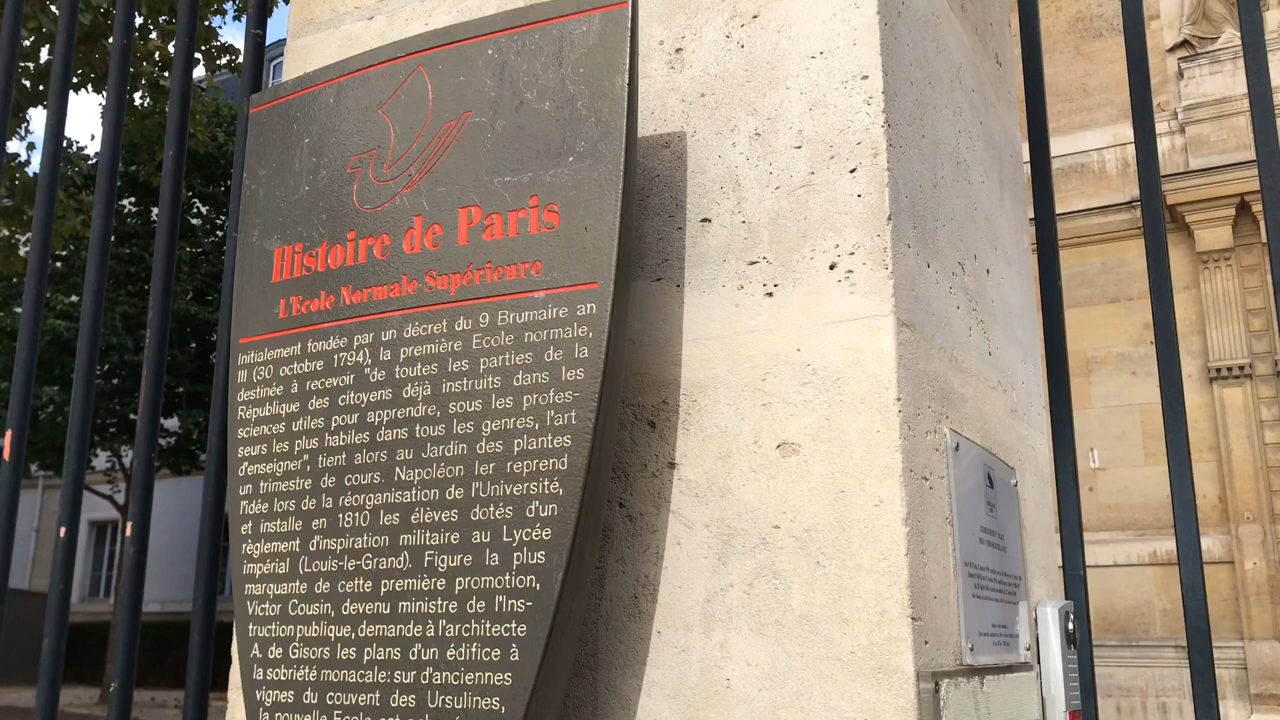 Histoire de Paris
L'Ecole Normale Supérieure
Initialement fondée par un décret du 9 Brumaire an
III (30 octobre 1794), la première Ecole normale,
destinée à recevoir "de toutes les parties de la
République des citoyens déjà instruits dans les
sciences utiles pour apprendre, sous les profes-
seurs les plus habiles dans tous les genres, l'art
d'enseigner", tient alors au Jardin des plantes
un trimestre de cours. Napoléon Ier reprend
l'idée lors de la réorganisation de l'Université,
et installe en 1810 les élèves dotés d'un
règlement d'inspiration militaire au Lycée
impérial (Louis-le-Grand). Figure la plus
marquante de cette première promotion,
Victor Cousin, devenu ministre de l'Ins-
truction publique, demande à l'architecte
A. de Gisors les plans d'un édifice à
la sobriété monacale: sur d'anciennes
vignes du couvent des Ursulines,
la nouvelle Ecole est